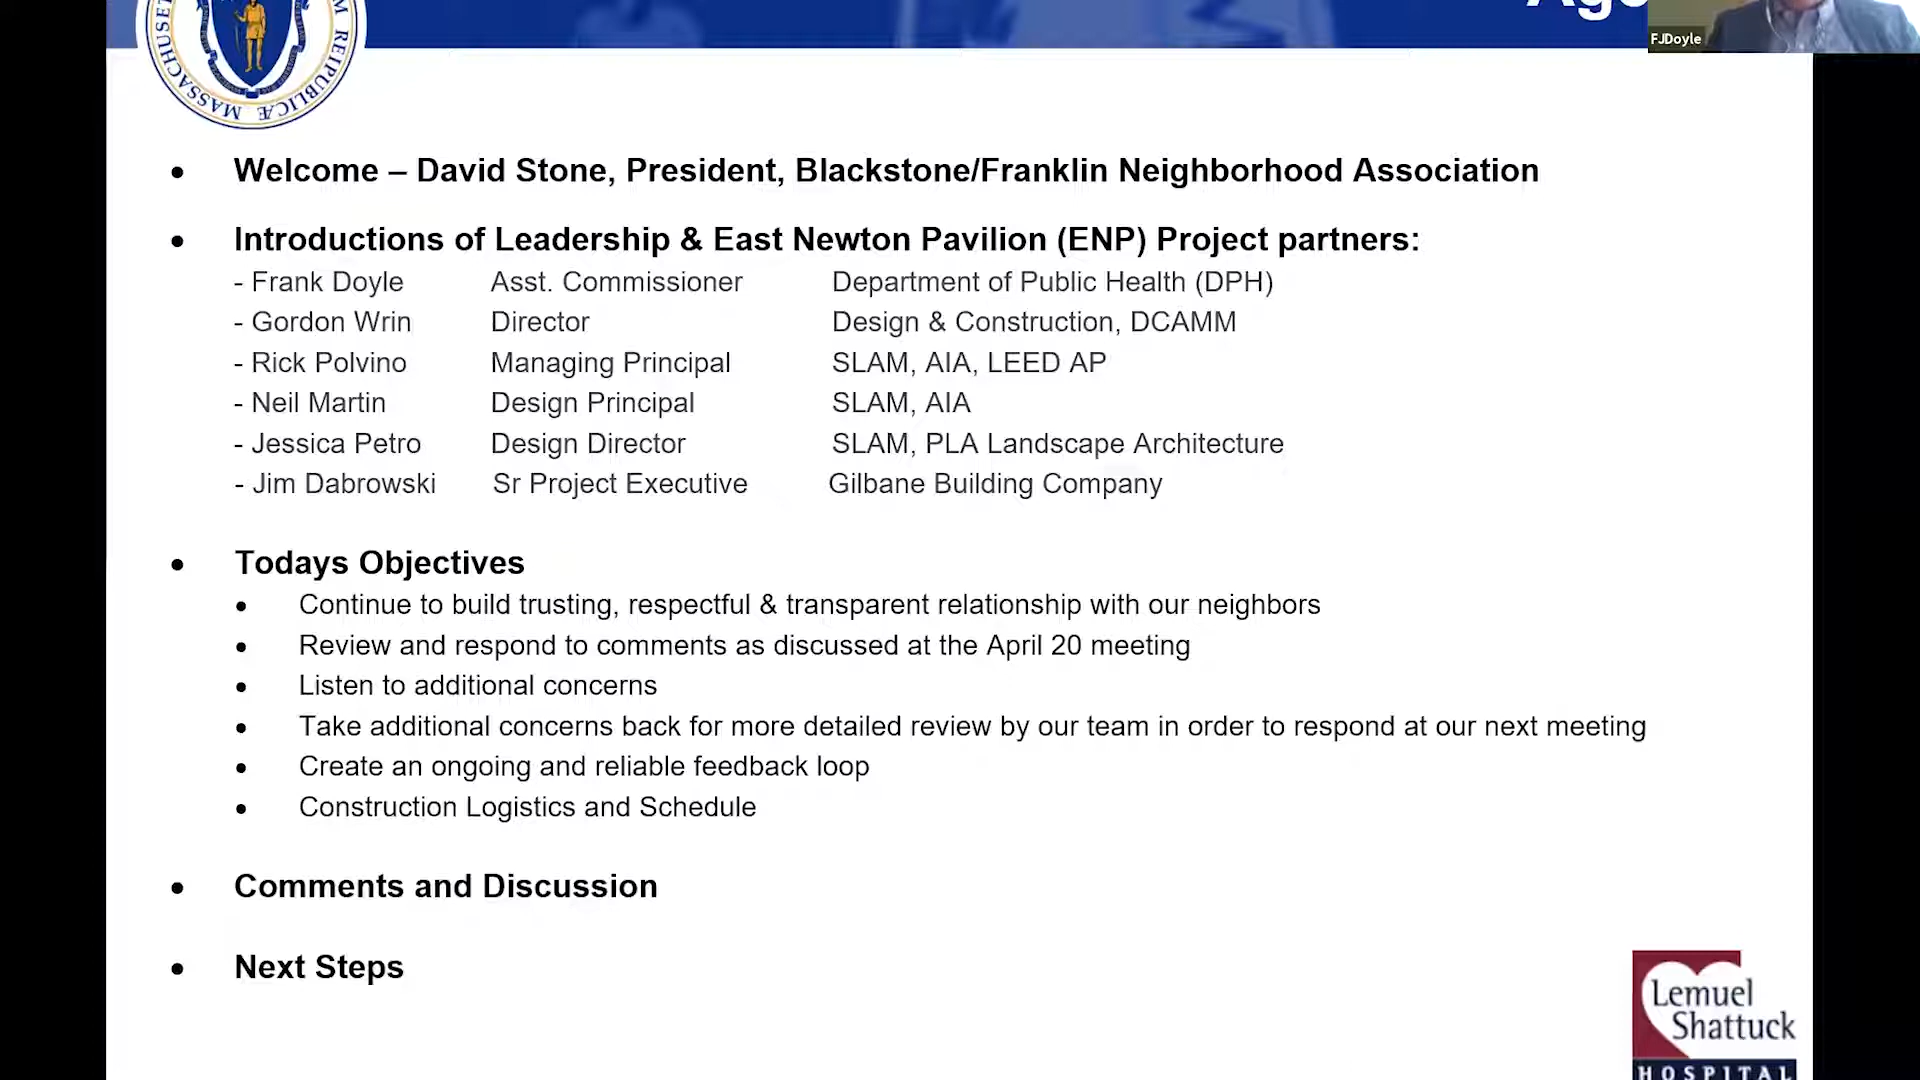 Age
FJDoyle
MASSACHUSET M REIPUBLICÆ
• Welcome – David Stone, President, Blackstone/Franklin Neighborhood Association
• Introductions of Leadership & East Newton Pavilion (ENP) Project partners:
- Frank Doyle Asst. Commissioner Department of Public Health (DPH)
- Gordon Wrin Director Design & Construction, DCAMM
- Rick Polvino Managing Principal SLAM, AIA, LEED AP
- Neil Martin Design Principal SLAM, AIA
- Jessica Petro Design Director SLAM, PLA Landscape Architecture
- Jim Dabrowski Sr Project Executive Gilbane Building Company
• Todays Objectives
• Continue to build trusting, respectful & transparent relationship with our neighbors
• Review and respond to comments as discussed at the April 20 meeting
• Listen to additional concerns
• Take additional concerns back for more detailed review by our team in order to respond at our next meeting
• Create an ongoing and reliable feedback loop
• Construction Logistics and Schedule
• Comments and Discussion
• Next Steps
Lemuel
Shattuck
HOSPITAL